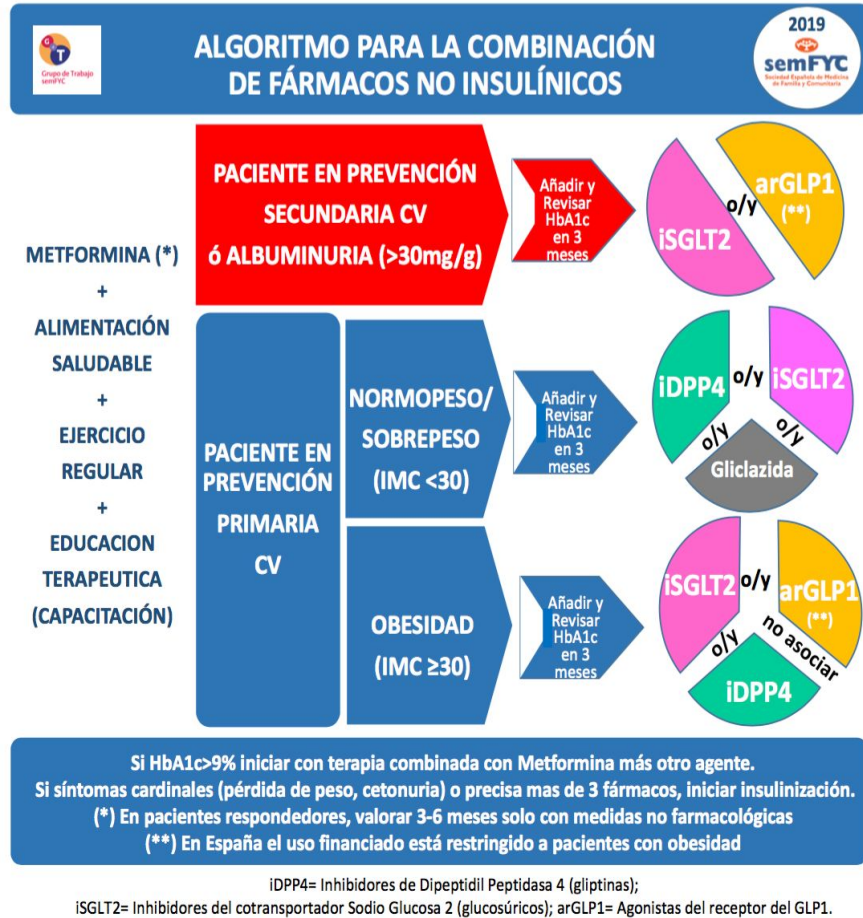 G
T
Grupo de Trabajo
semFYC
ALGORITMO PARA LA COMBINACIÓN
DE FÁRMACOS NO INSULÍNICOS
2019
semFYC
Sociedad Española de Medicina
de Familia y Comunitaria
METFORMINA (*)
+
ALIMENTACIÓN
SALUDABLE
+
EJERCICIO
REGULAR
+
EDUCACION
TERAPEUTICA
(CAPACITACIÓN)
PACIENTE EN PREVENCIÓN
SECUNDARIA CV
ó ALBUMINURIA (>30mg/g)
Añadir y
Revisar
HbA1c
en 3
meses
iSGLT2
o/y
arGLP1
(**)
PACIENTE EN
PREVENCIÓN
PRIMARIA
CV
NORMOPESO/
SOBREPESO
(IMC <30)
Añadir y
Revisar
HbA1c
en 3
meses
iDPP4
o/y
iSGLT2
o/y
o/y
Gliclazida
OBESIDAD
(IMC ≥30)
Añadir y
Revisar
HbA1c
en 3
meses
iSGLT2
o/y
arGLP1
(**)
o/y
no asociar
iDPP4
Si HbA1c>9% iniciar con terapia combinada con Metformina más otro agente.
Si síntomas cardinales (pérdida de peso, cetonuria) o precisa mas de 3 fármacos, iniciar insulinización.
(*) En pacientes respondedores, valorar 3-6 meses solo con medidas no farmacológicas
(**) En España el uso financiado está restringido a pacientes con obesidad
iDPP4= Inhibidores de Dipeptidil Peptidasa 4 (gliptinas);
iSGLT2= Inhibidores del cotransportador Sodio Glucosa 2 (glucosúricos); arGLP1= Agonistas del receptor del GLP1.